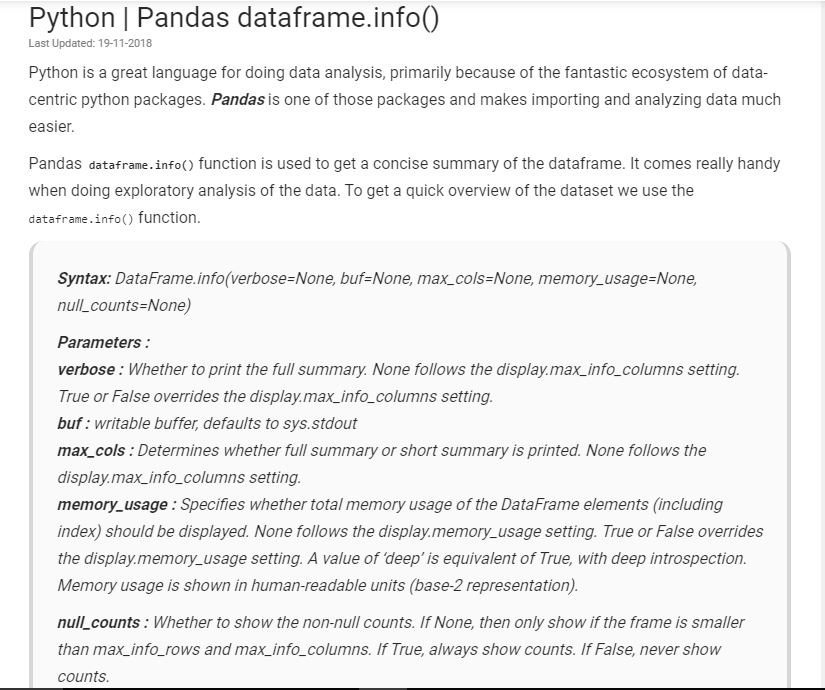 Python | Pandas dataframe.info()
Last Updated: 19-11-2018
Python is a great language for doing data analysis, primarily because of the fantastic ecosystem of data-
centric python packages. Pandas is one of those packages and makes importing and analyzing data much
easier.
Pandas dataframe.info() function is used to get a concise summary of the dataframe. It comes really handy
when doing exploratory analysis of the data. To get a quick overview of the dataset we use the
dataframe.info() function.
Syntax: DataFrame.info(verbose=None, buf=None, max_cols=None, memory_usage=None,
null_counts=None)
Parameters :
verbose : Whether to print the full summary. None follows the display.max_info_columns setting.
True or False overrides the display.max_info_columns setting.
buf : writable buffer, defaults to sys.stdout
max_cols : Determines whether full summary or short summary is printed. None follows the
display.max_info_columns setting.
memory_usage : Specifies whether total memory usage of the DataFrame elements (including
index) should be displayed. None follows the display.memory_usage setting. True or False overrides
the display.memory_usage setting. A value of ‘deep’ is equivalent of True, with deep introspection.
Memory usage is shown in human-readable units (base-2 representation).
null_counts : Whether to show the non-null counts. If None, then only show if the frame is smaller
than max_info_rows and max_info_columns. If True, always show counts. If False, never show
counts.